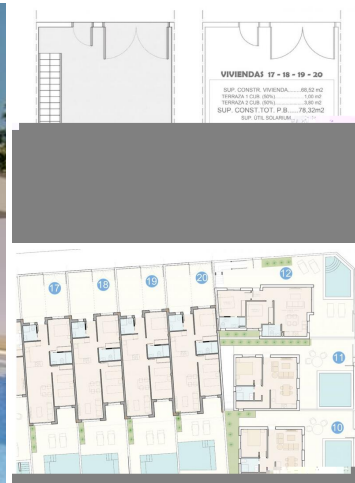 VIVIENDAS 17 - 18 - 19 - 20
SUP. CONSTR. VIVIENDA........68,52 m2
TERRAZA 1 CUB. (50%)...............1,00 m2
TERRAZA 2 CUB. (50%)...............3,80 m2
SUP. CONST.TOT. P.B.......78,32m2
SUP. ÚTIL SOLARIUM
17
18
19
20
12
11
10